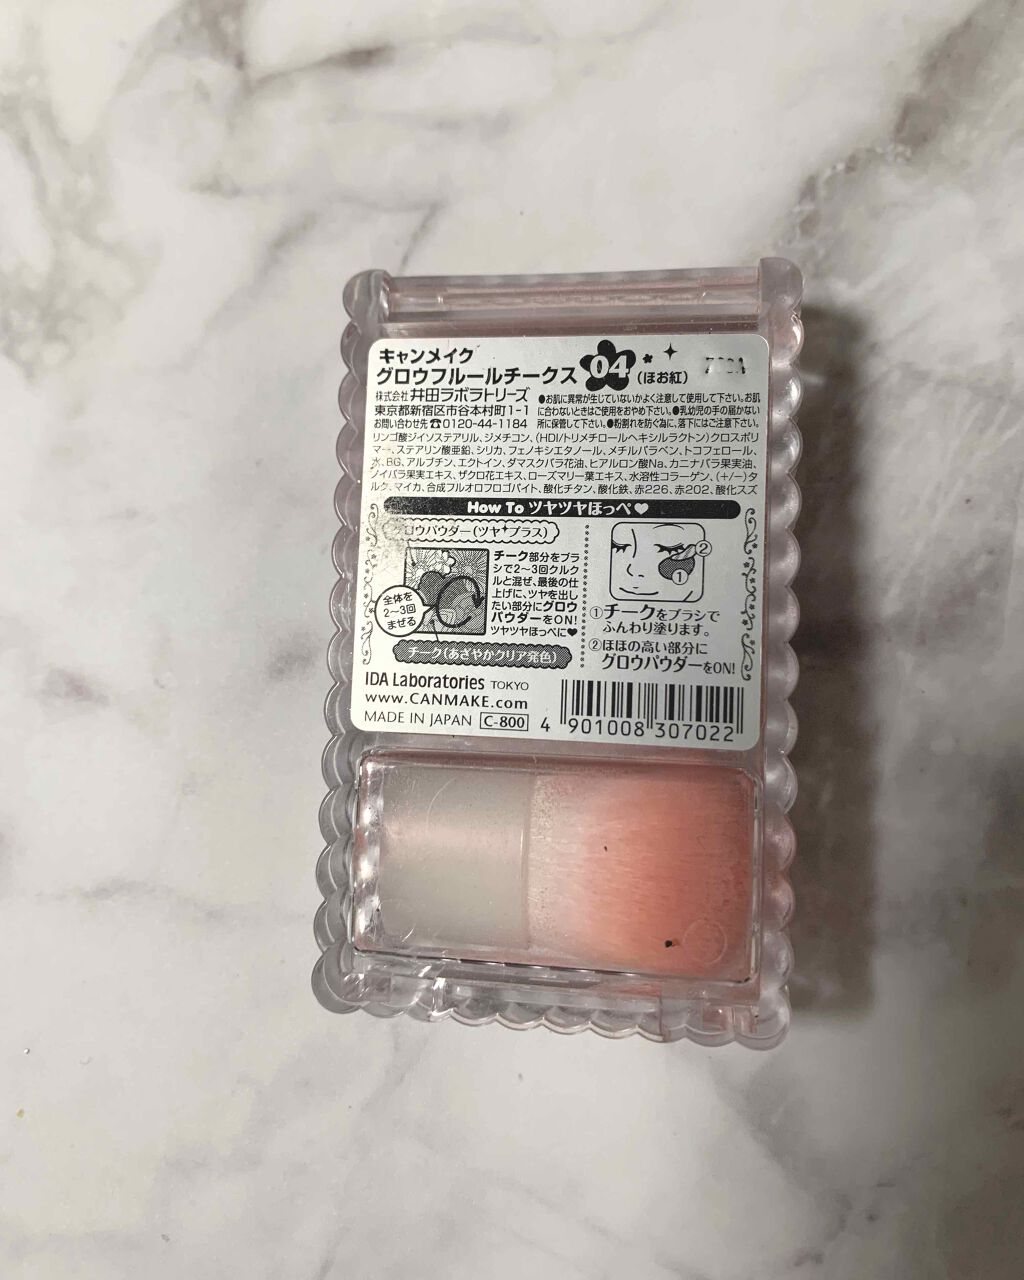 キャンメイク
グロウフルールチークス 04 (ほお紅)
株式会社 井田ラボラトリーズ
東京都新宿区市谷本村町1-1
お問い合わせ先 ☎0120-44-1184
●お肌に異常が生じていないかよく注意して使用して下さい。お肌
に合わないときはご使用をおやめ下さい。●乳幼児の手の届かない
所に保管して下さい。●粉割れを防ぐ為に、落下にはご注意下さい。
リンゴ酸ジイソステアリル、ジメチコン、(HDI/トリメチロールヘキシルラクトン)クロスポリ
マー、ステアリン酸亜鉛、シリカ、フェノキシエタノール、メチルパラベン、トコフェロール、
水、BG、アルブチン、エクトイン、ダマスクバラ花油、ヒアルロン酸Na、カニナバラ果実油、
ノイバラ果実エキス、ザクロ花エキス、ローズマリー葉エキス、水溶性コラーゲン、(+/-)タ
ルク、マイカ、合成フルオロフロゴパイト、酸化チタン、酸化鉄、赤226、赤202、酸化スズ
How To ツヤツヤほっぺ♥
グロウパウダー(ツヤ+プラス)
全体を
2〜3回
まぜる
チーク部分をブラ
シで2〜3回クルク
ルと混ぜ、最後の仕
上げに、ツヤを出し
たい部分にグロウ
パウダーをON!
ツヤツヤほっぺに♥
チーク(あざやかクリア発色)
②
①
①チークをブラシで
ふんわり塗ります。
②ほほの高い部分に
グロウパウダーをON!
IDA Laboratories TOKYO
www.CANMAKE.com
MADE IN JAPAN C-800
4 901008 307022